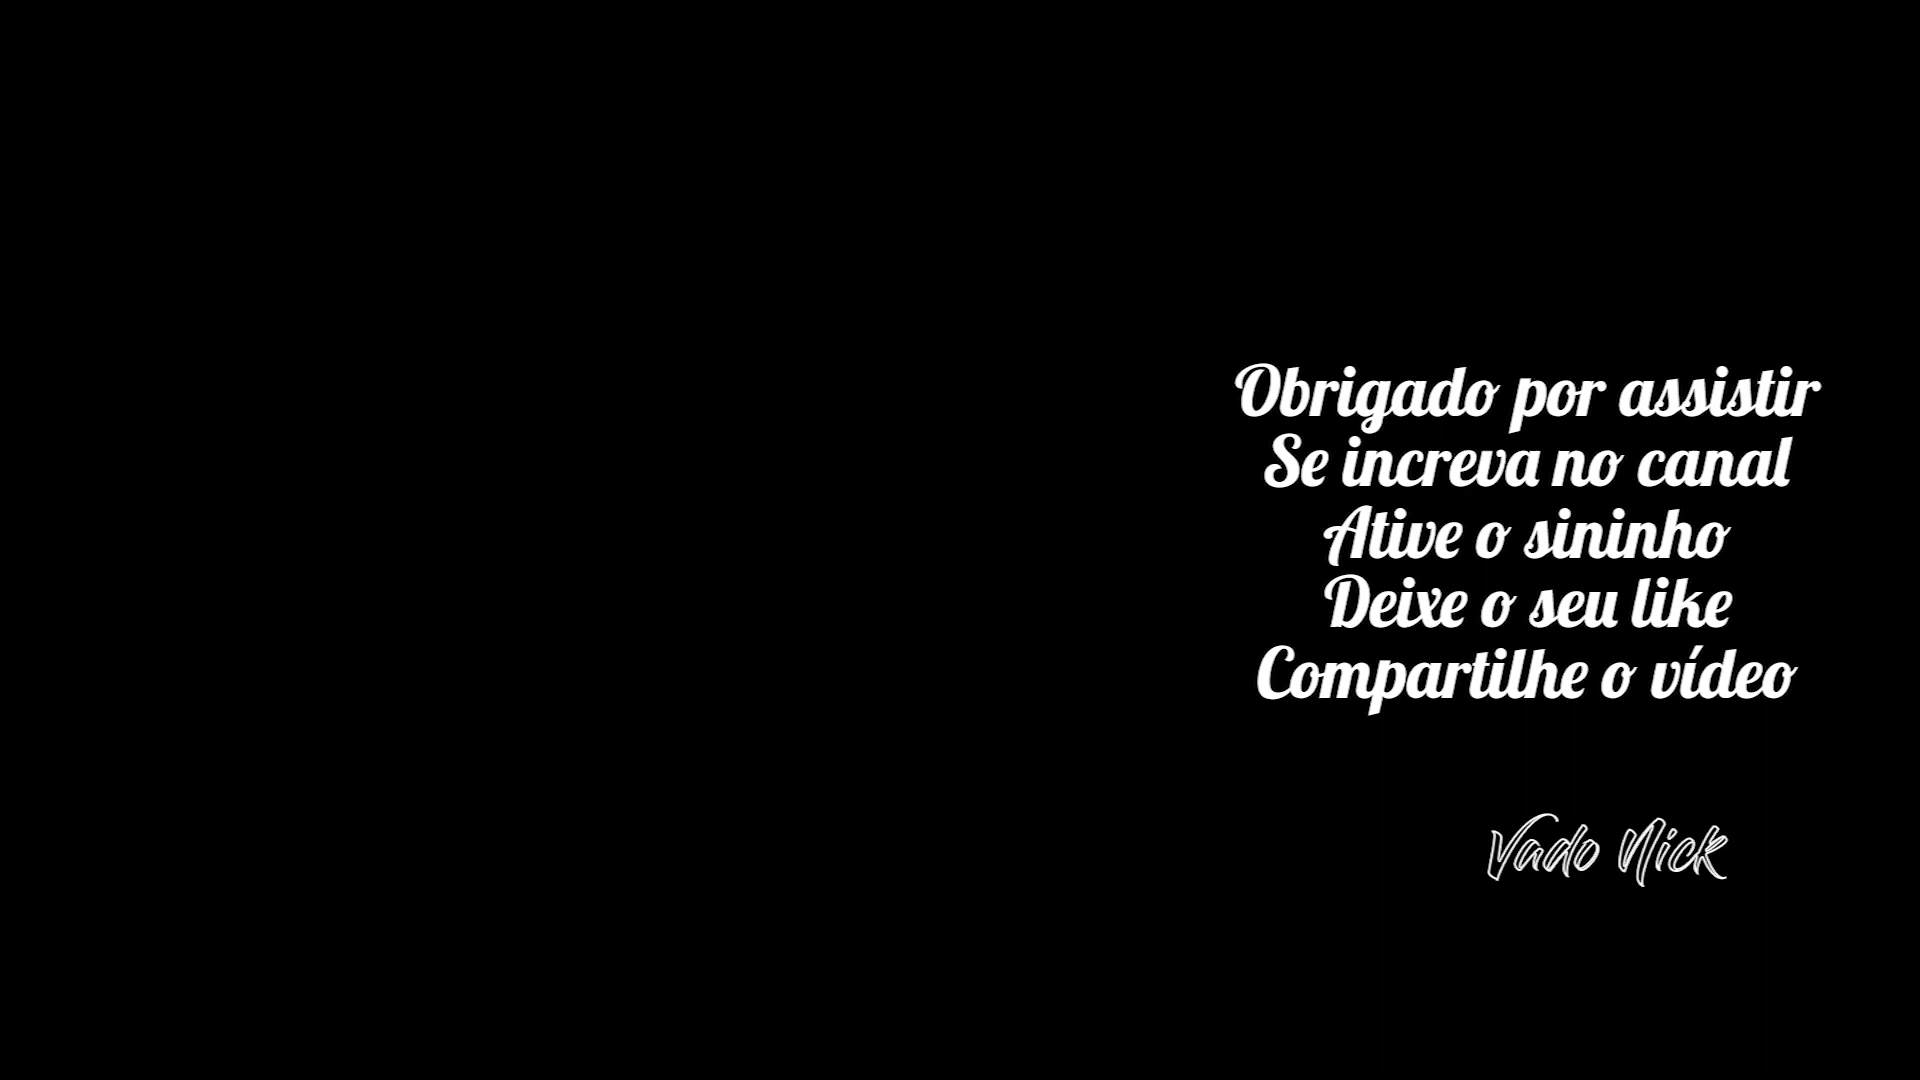 Obrigado por assistir
Se increva no canal
Ative o sininho
Deixe o seu like
Compartilhe o vídeo
Vado Nick